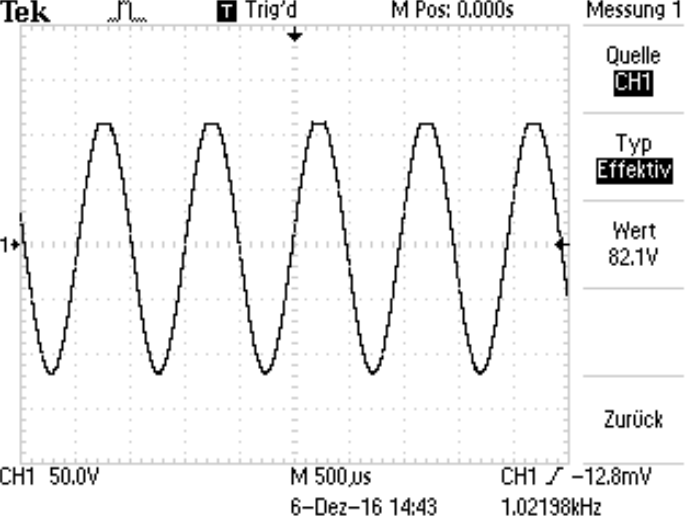 Tek T Trig'd M Pos: 0.000s Messung 1
Quelle
CH1
Typ
Effektiv
1
Wert
82.1V
Zurück
CH1 50.0V M 500µs CH1 −12.8mV
6-Dez-16 14:43 1.02198kHz